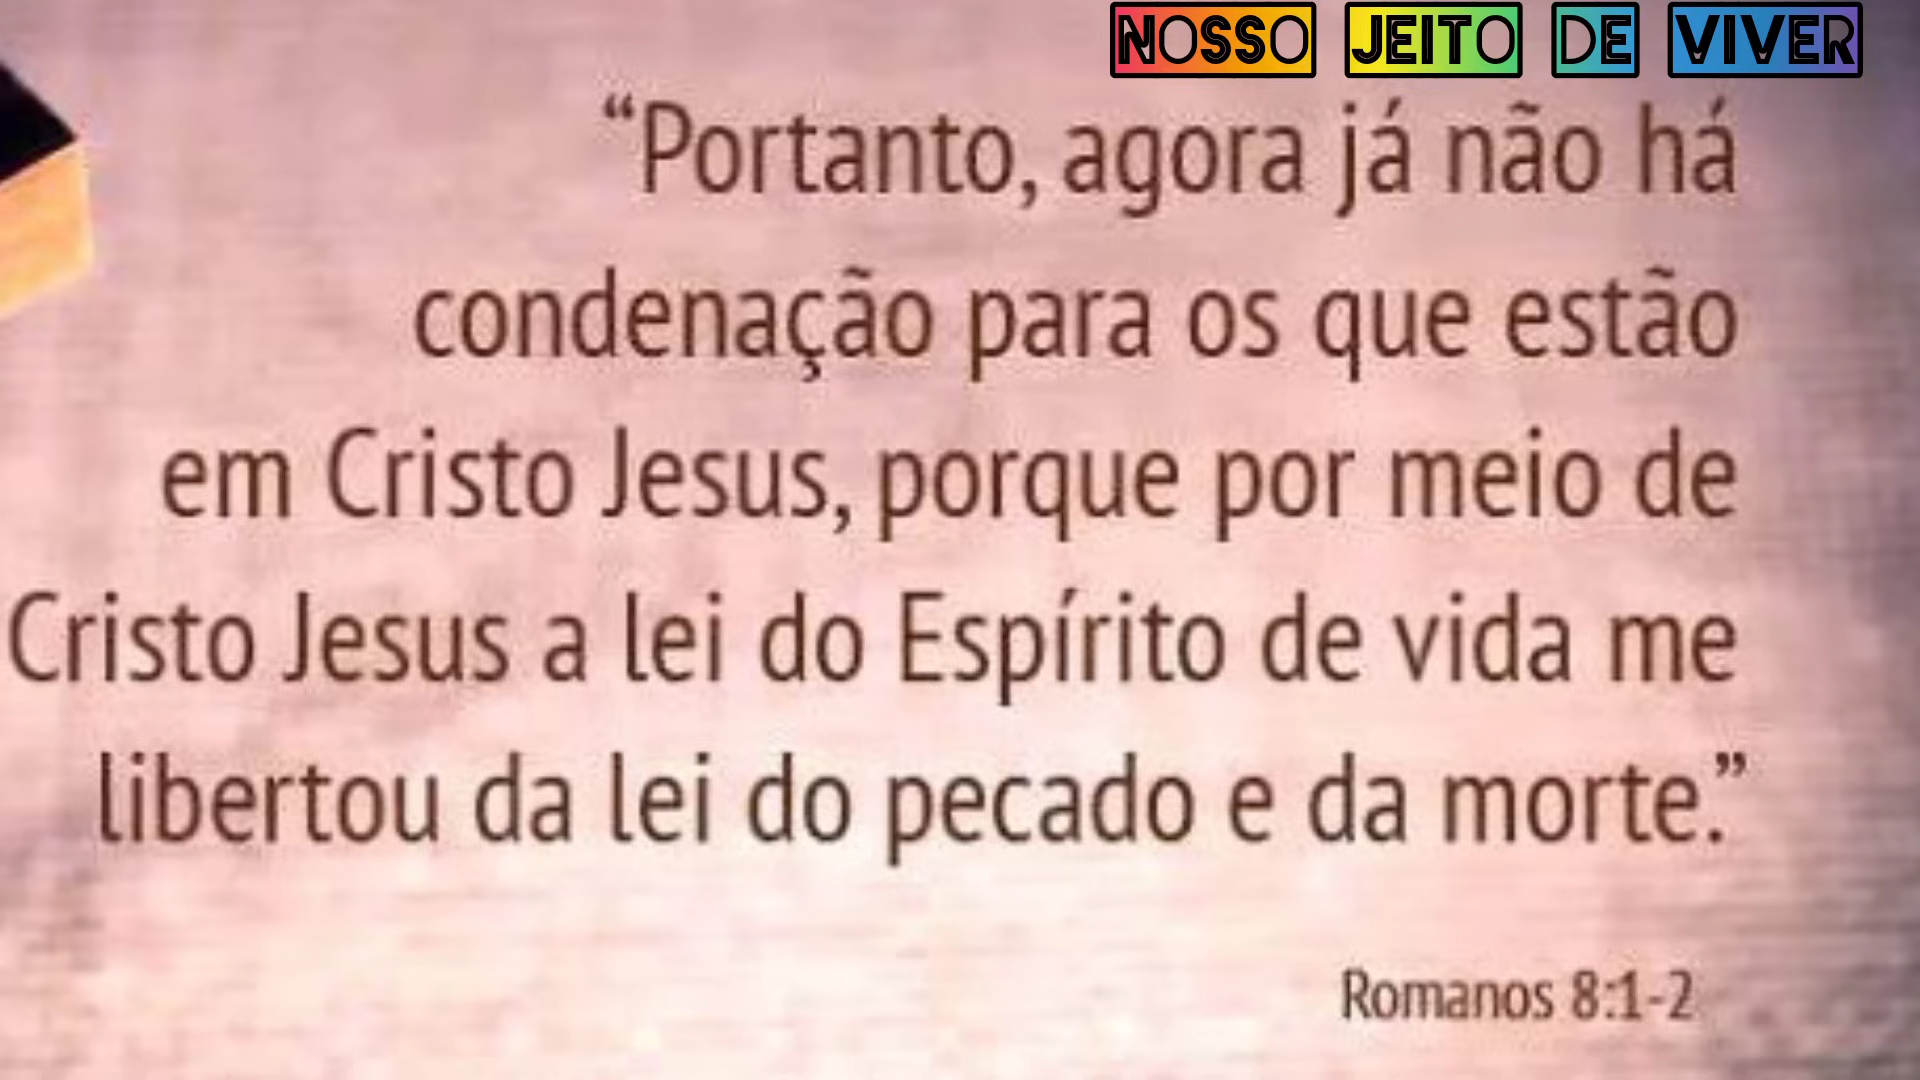 NOSSO JEITO DE VIVER
“Portanto, agora já não há
condenação para os que estão
em Cristo Jesus, porque por meio de
Cristo Jesus a lei do Espírito de vida me
libertou da lei do pecado e da morte.”
Romanos 8:1-2